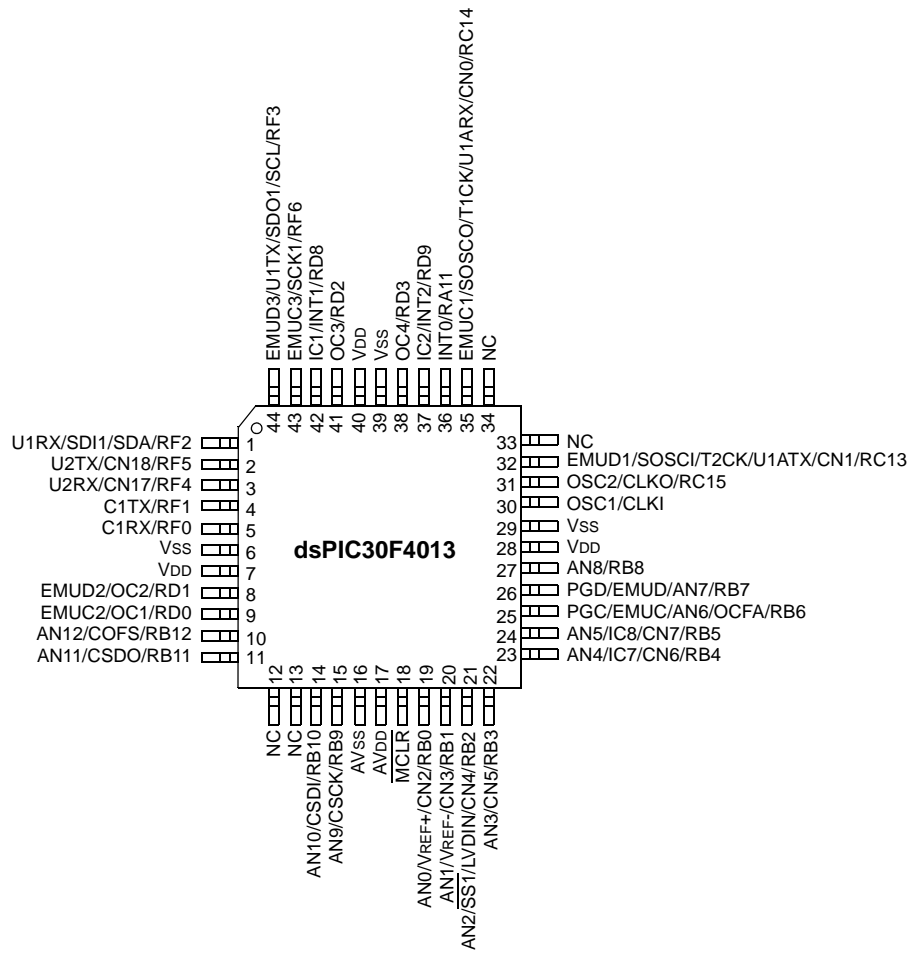 EMUD3/U1TX/SDO1/SCL/RF3
EMUC3/SCK1/RF6
IC1/INT1/RD8
OC3/RD2
VDD
VSS
OC4/RD3
IC2/INT2/RD9
INT0/RA11
EMUC1/SOSCO/T1CK/U1ARX/CN0/RC14
NC
44
43
42
41
40
39
38
37
36
35
34
U1RX/SDI1/SDA/RF2 1
U2TX/CN18/RF5 2
U2RX/CN17/RF4 3
C1TX/RF1 4
C1RX/RF0 5
VSS 6
VDD 7
EMUD2/OC2/RD1 8
EMUC2/OC1/RD0 9
AN12/COFS/RB12 10
AN11/CSDO/RB11 11
dsPIC30F4013
33 NC
32 EMUD1/SOSCI/T2CK/U1ATX/CN1/RC13
31 OSC2/CLKO/RC15
30 OSC1/CLKI
29 VSS
28 VDD
27 AN8/RB8
26 PGD/EMUD/AN7/RB7
25 PGC/EMUC/AN6/OCFA/RB6
24 AN5/IC8/CN7/RB5
23 AN4/IC7/CN6/RB4
12
13
14
15
16
17
18
19
20
21
22
NC
NC
AN10/CSDI/RB10
AN9/CSCK/RB9
AVSS
AVDD
MCLR
AN0/VREF+/CN2/RB0
AN1/VREF-/CN3/RB1
AN2/SS1/LVDIN/CN4/RB2
AN3/CN5/RB3